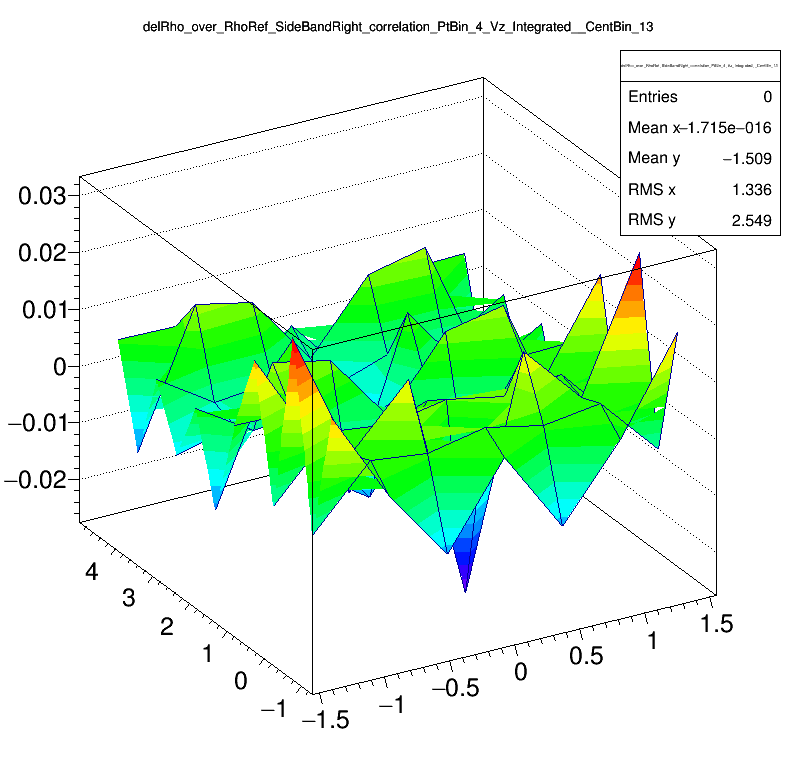 delRho_over_RhoRef_SideBandRight_correlation_PtBin_4_Vz_Integrated__CentBin_13
delRho_over_RhoRef_SideBandRight_correlation_PtBin_4_Vz_Integrated__CentBin_13
Entries 0
Mean x −1.715e−016
Mean y −1.509
RMS x 1.336
RMS y 2.549
0.03
0.02
0.01
0
−0.01
−0.02
4
3
2
1
0
−1
−1.5
−1
−0.5
0
0.5
1
1.5